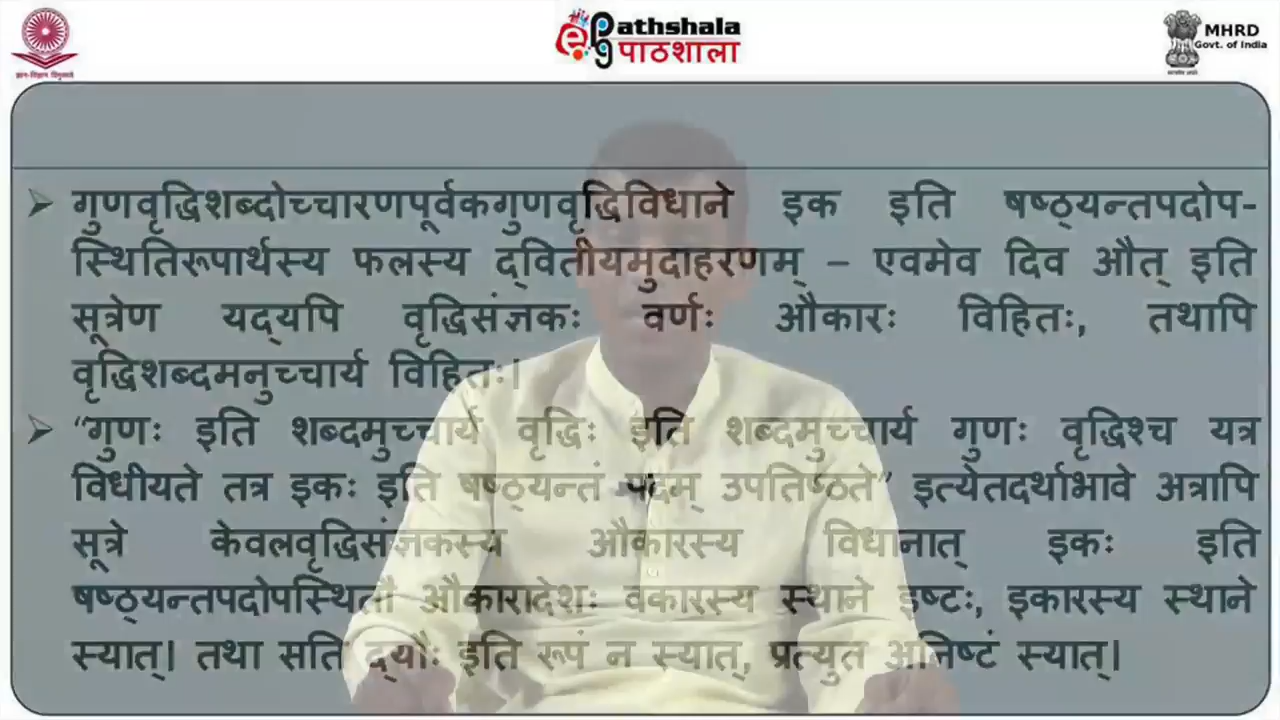 ePG Pathshala
पाठशाला
MHRD
Govt. of India
ज्ञान-विज्ञान विमुक्तये
गुणवृद्धिशब्दोच्चारणपूर्वकगुणवृद्धिविधाने इक इति षष्ठ्यन्तपदोप-
स्थितिरूपार्थस्य फलस्य द्वितीयमुदाहरणम् – एवमेव दिव औत् इति
सूत्रेण यद्यपि वृद्धिसंज्ञकः वर्णः औकारः विहितः, तथापि
वृद्धिशब्दमनुच्चार्य विहितः।
“गुणः इति शब्दमुच्चार्य वृद्धिः इति शब्दमुच्चार्य गुणः वृद्धिश्च यत्र
विधीयते तत्र इकः इति षष्ठ्यन्तं पदम् उपतिष्ठते” इत्येतदर्थाभावे अत्रापि
सूत्रे केवलवृद्धिसंज्ञकस्य औकारस्य विधानात् इकः इति
षष्ठ्यन्तपदोपस्थितौ औकारादेशः वकारस्य स्थाने इष्टः, इकारस्य स्थाने
स्यात्। तथा सति द्यौः इति रूपं न स्यात्, प्रत्युत अनिष्टं स्यात्।